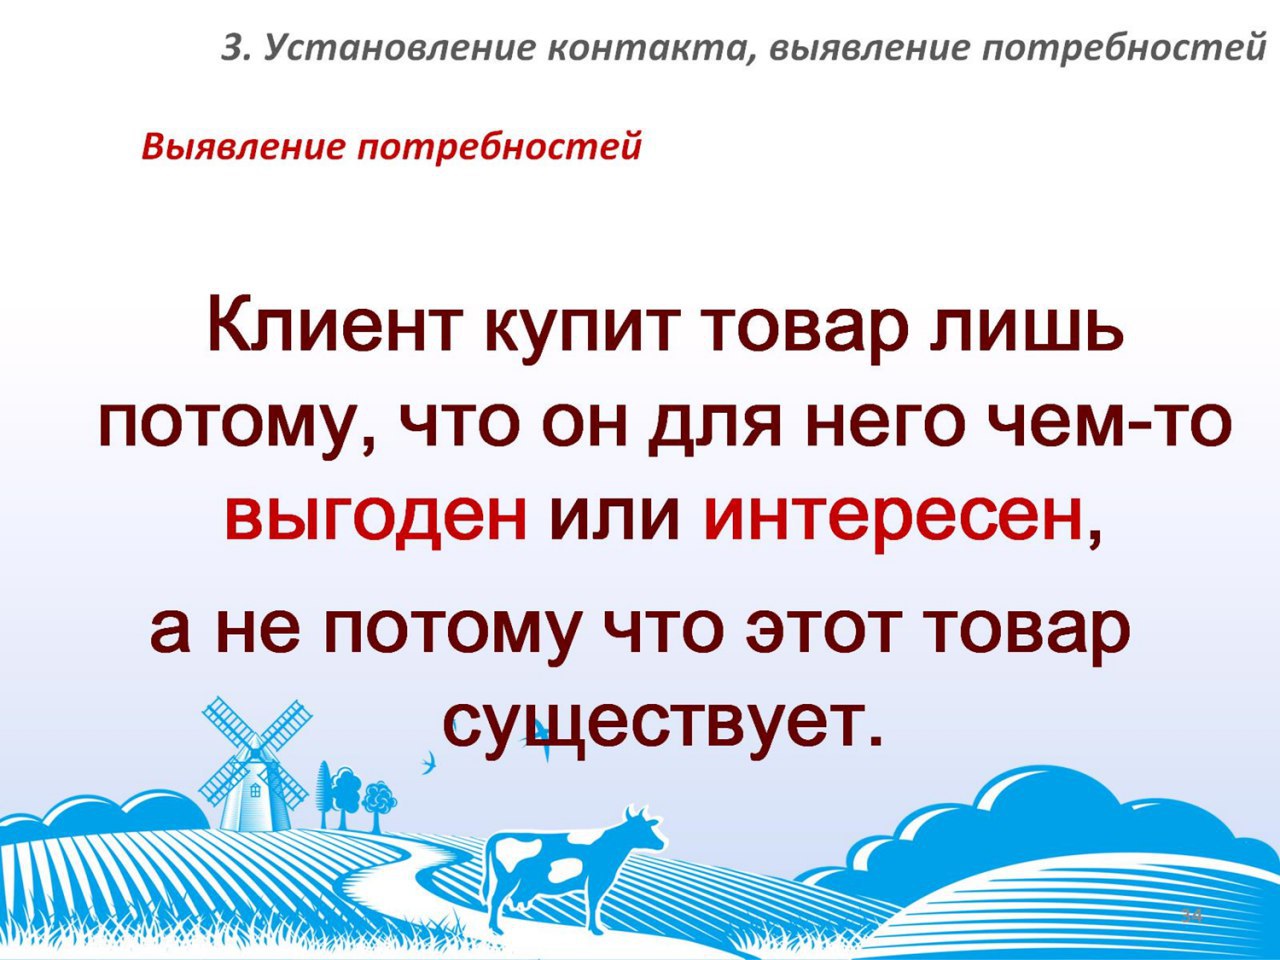 3. Установление контакта, выявление потребностей
Выявление потребностей
Клиент купит товар лишь
потому, что он для него чем-то
выгоден или интересен,
а не потому что этот товар
существует.
34